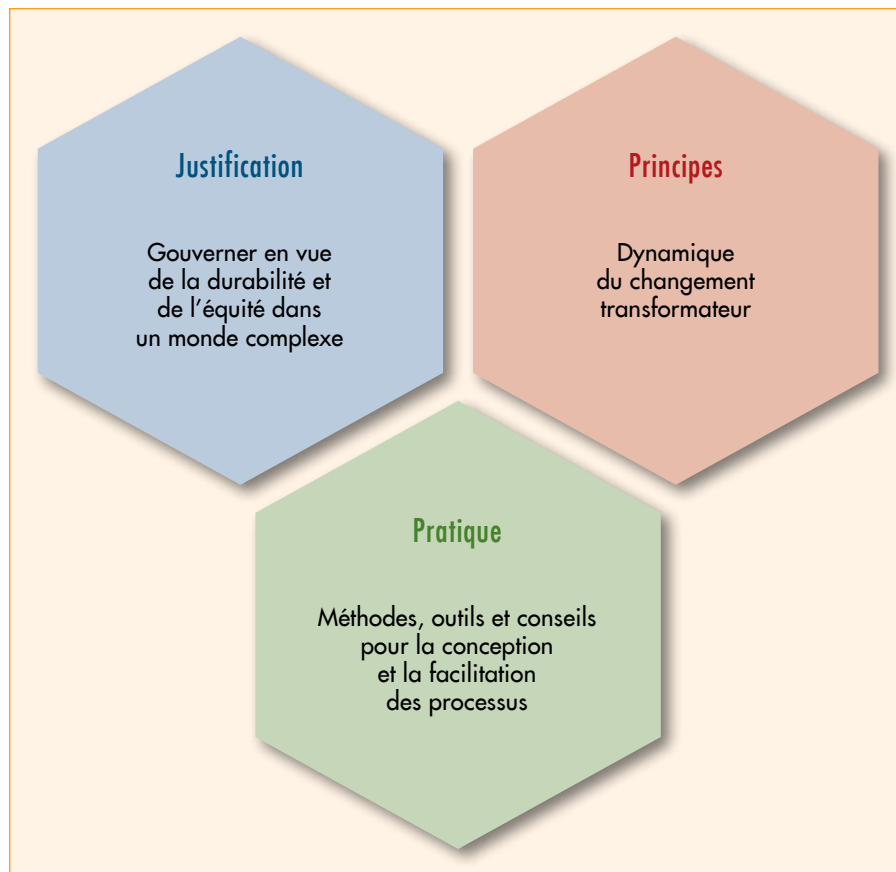 Justification
Gouverner en vue
de la durabilité et
de l'équité dans
un monde complexe
Principes
Dynamique
du changement
transformateur
Pratique
Méthodes, outils et conseils
pour la conception
et la facilitation
des processus